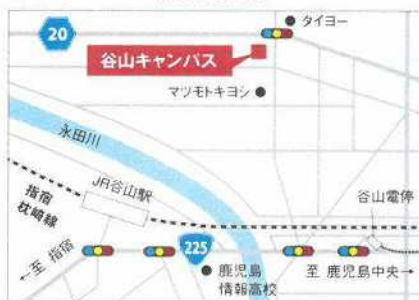 タイヨー
20
谷山キャンパス
マツモトキヨシ
永田川
JR谷山駅
指宿
枕崎線
谷山電停
225
至 指宿
鹿児島
情報高校
至 鹿児島中央